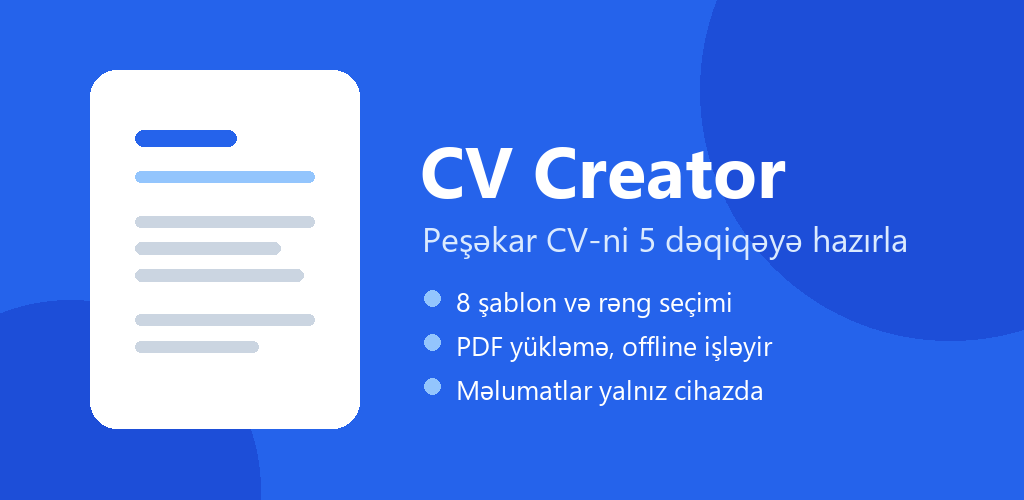 CV Creator
Peşəkar CV-ni 5 dəqiqəyə hazırla
8 şablon və rəng seçimi
PDF yükləmə, offline işləyir
Məlumatlar yalnız cihazda